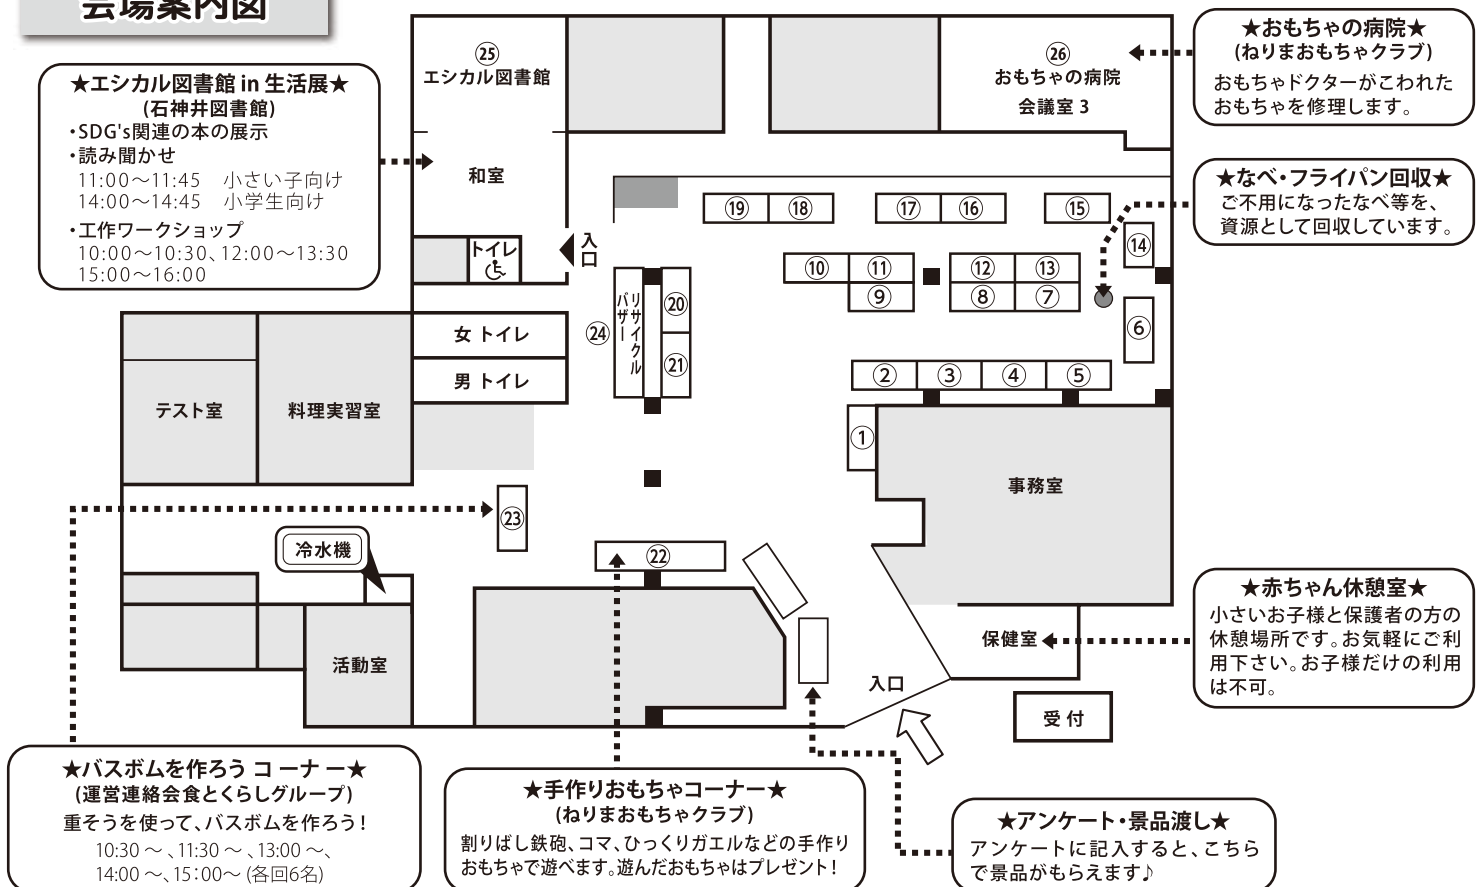 会場案内図
★エシカル図書館 in 生活展★
(石神井図書館)
・SDG's関連の本の展示
・読み聞かせ
11:00～11:45 小さい子向け
14:00～14:45 小学生向け
・工作ワークショップ
10:00～10:30、12:00～13:30
15:00～16:00
㉕
エシカル図書館
和室
㉖
おもちゃの病院
会議室 3
★おもちゃの病院★
(ねりまおもちゃクラブ)
おもちゃドクターがこわれた
おもちゃを修理します。
★なべ・フライパン回収★
ご不用になったなべ等を、
資源として回収しています。
⑲ ⑱ ⑰ ⑯ ⑮
⑭
トイレ
入口
⑩ ⑪ ⑫ ⑬
⑨ ⑧ ⑦
⑥
㉔
リサイクル
バザー
⑳
㉑
女 トイレ
男 トイレ
② ③ ④ ⑤
テスト室
料理実習室
①
事務室
㉓
冷水機
㉒
活動室
保健室
入口
受付
★赤ちゃん休憩室★
小さいお子様と保護者の方の
休憩場所です。お気軽にご利
用下さい。お子様だけの利用
は不可。
★バスボムを作ろう コーナー★
(運営連絡会食とくらしグループ)
重そうを使って、バスボムを作ろう！
10:30 ～、11:30 ～ 、13:00 ～、
14:00 ～、15：00～ (各回6名)
★手作りおもちゃコーナー★
(ねりまおもちゃクラブ)
割りばし鉄砲、コマ、ひっくりガエルなどの手作り
おもちゃで遊べます。遊んだおもちゃはプレゼント！
★アンケート・景品渡し★
アンケートに記入すると、こちら
で景品がもらえます♪